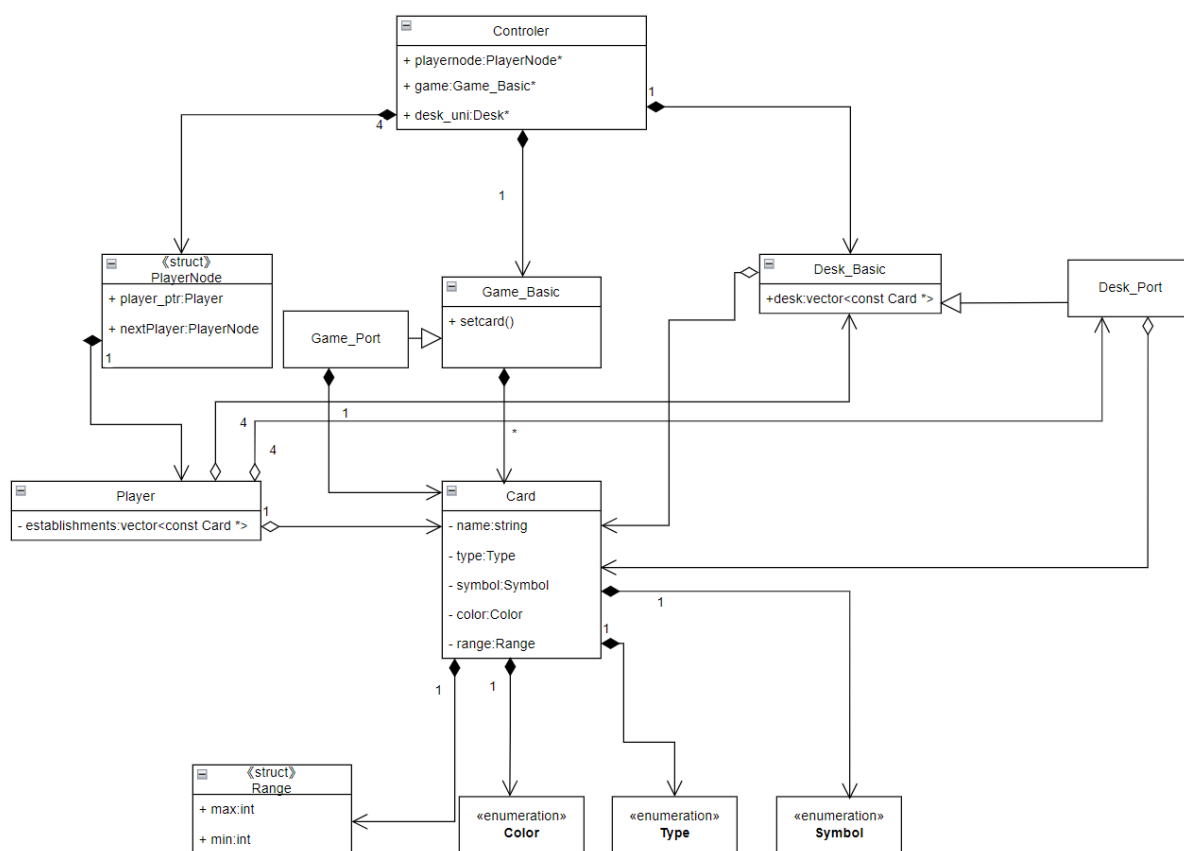 Controler
+ playernode:PlayerNode*
+ game:Game_Basic*
+ desk_uni:Desk*
1
4
1
《struct》
PlayerNode
+ player_ptr:Player
+ nextPlayer:PlayerNode
1
Game_Basic
+ setcard()
Game_Port
Desk_Basic
+desk:vector<const Card *>
Desk_Port
1
4
4
*
Player
- establishments:vector<const Card *>
1
Card
- name:string
- type:Type
- symbol:Symbol
- color:Color
- range:Range
1
1
1
1
《struct》
Range
+ max:int
+ min:int
«enumeration»
Color
«enumeration»
Type
«enumeration»
Symbol